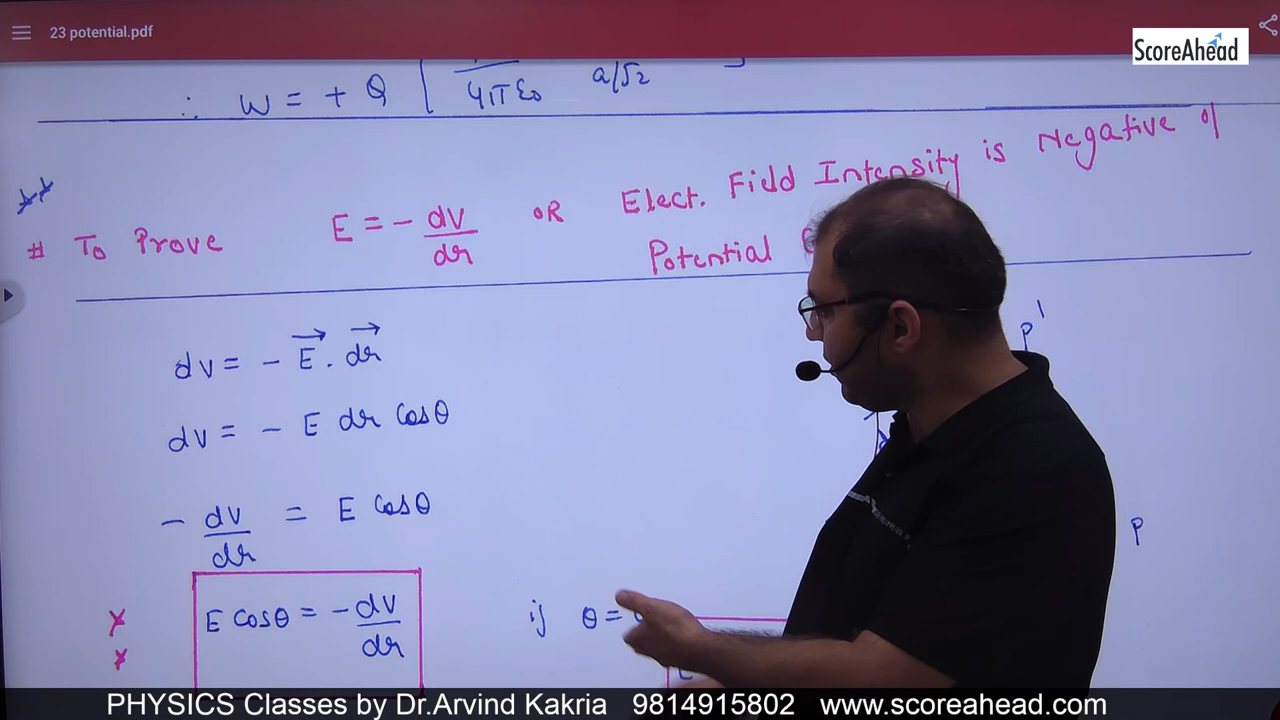 23 potential.pdf
ScoreAhead
∴ W = + Q [ 4πε₀ a/√2 ]
# To Prove E = - dv/dr OR Elect. Field Intensity is Negative of
Potential
dv = - E⃗ . dr⃗
P'
dv = - E dr Cosθ
- dv/dr = E Cosθ
P
E Cosθ = - dv/dr if θ =
PHYSICS Classes by Dr.Arvind Kakria 9814915802 www.scoreahead.com